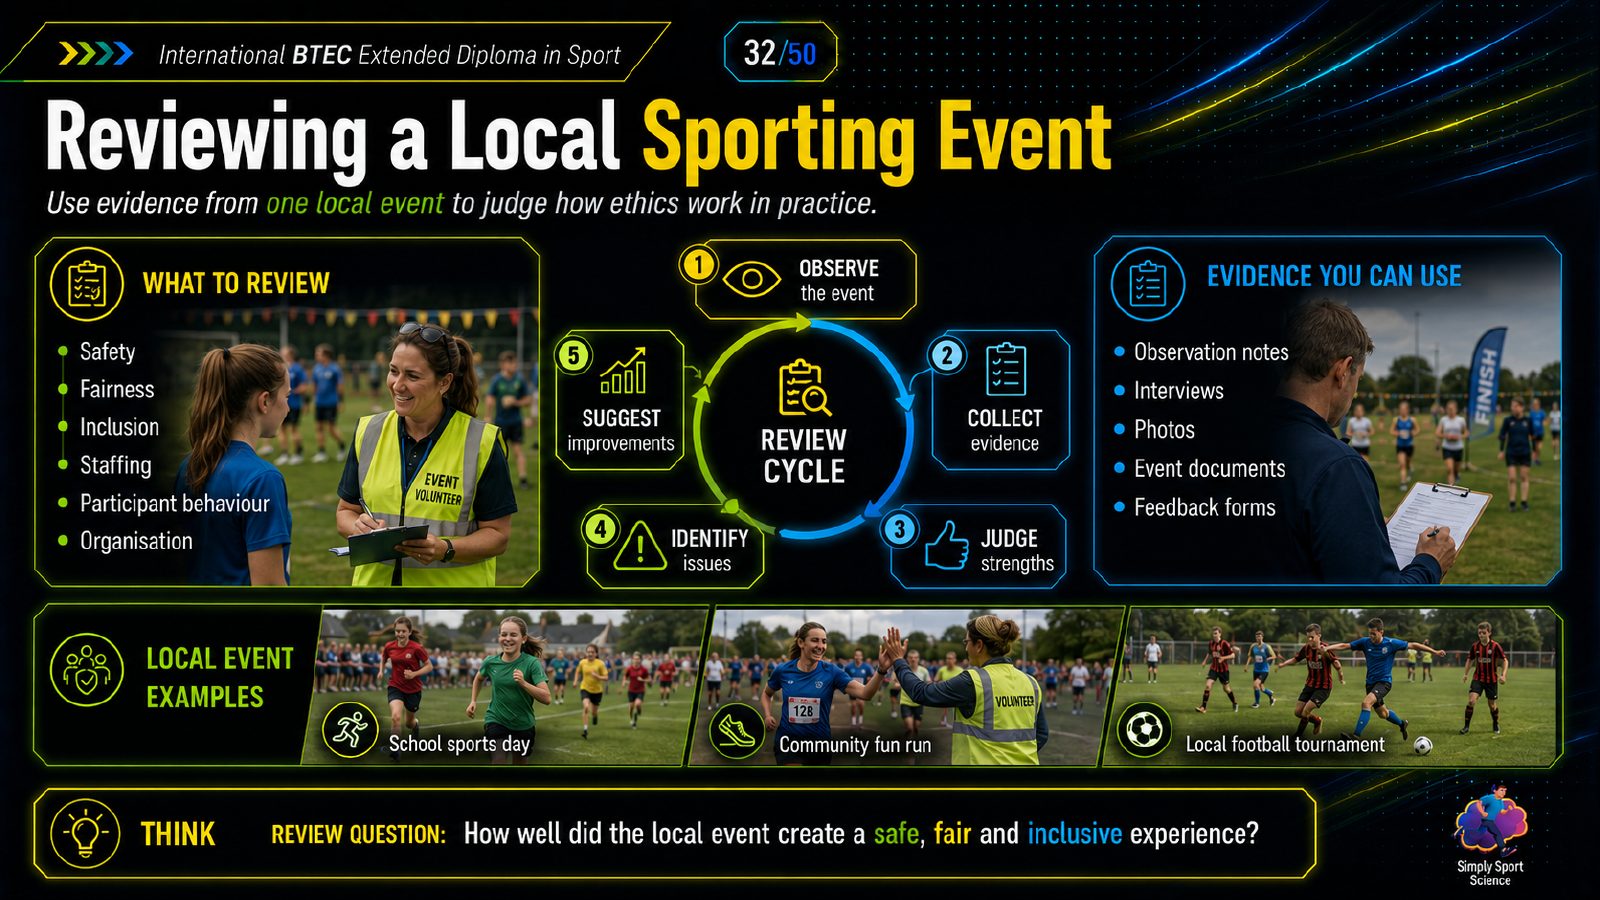 International BTEC Extended Diploma in Sport
32/50
Reviewing a Local Sporting Event
Use evidence from one local event to judge how ethics work in practice.
WHAT TO REVIEW
Safety
Fairness
Inclusion
Staffing
Participant behaviour
Organisation
EVENT
VOLUNTEER
1
OBSERVE
the event
2
COLLECT
evidence
3
JUDGE
strengths
4
IDENTIFY
issues
5
SUGGEST
improvements
REVIEW
CYCLE
EVIDENCE YOU CAN USE
Observation notes
Interviews
Photos
Event documents
Feedback forms
FINISH
LOCAL EVENT
EXAMPLES
School sports day
128
Community fun run
VOLUNTEER
Local football tournament
THINK
REVIEW QUESTION: How well did the local event create a safe, fair and inclusive experience?
Simply Sport
Science